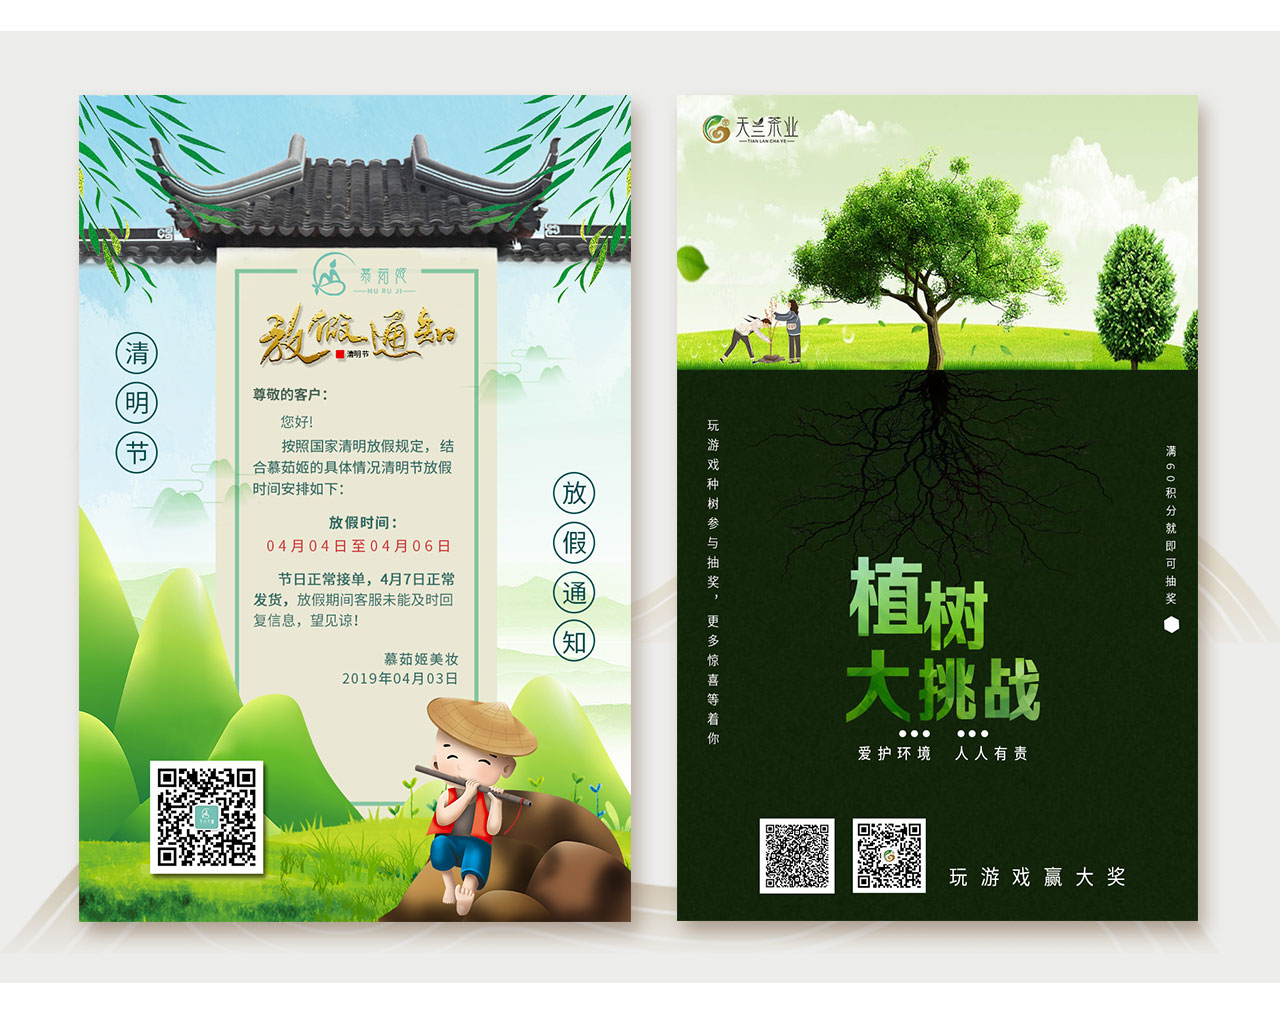 慕茹姬
MU RU JI
放假通知
清明节
清明节
尊敬的客户：
您好!
按照国家清明放假规定，结
合慕茹姬的具体情况清明节放假
时间安排如下：
放假时间：
04月04日至04月06日
节日正常接单，4月7日正常
发货，放假期间客服未能及时回
复信息，望见谅！
慕茹姬美妆
2019年04月03日
放假通知
天兰茶业
TIAN LAN CHA YE
玩游戏种树参与抽奖，更多惊喜等着你
满60积分就即可抽奖
植树
大挑战
爱护环境 人人有责
玩游戏赢大奖